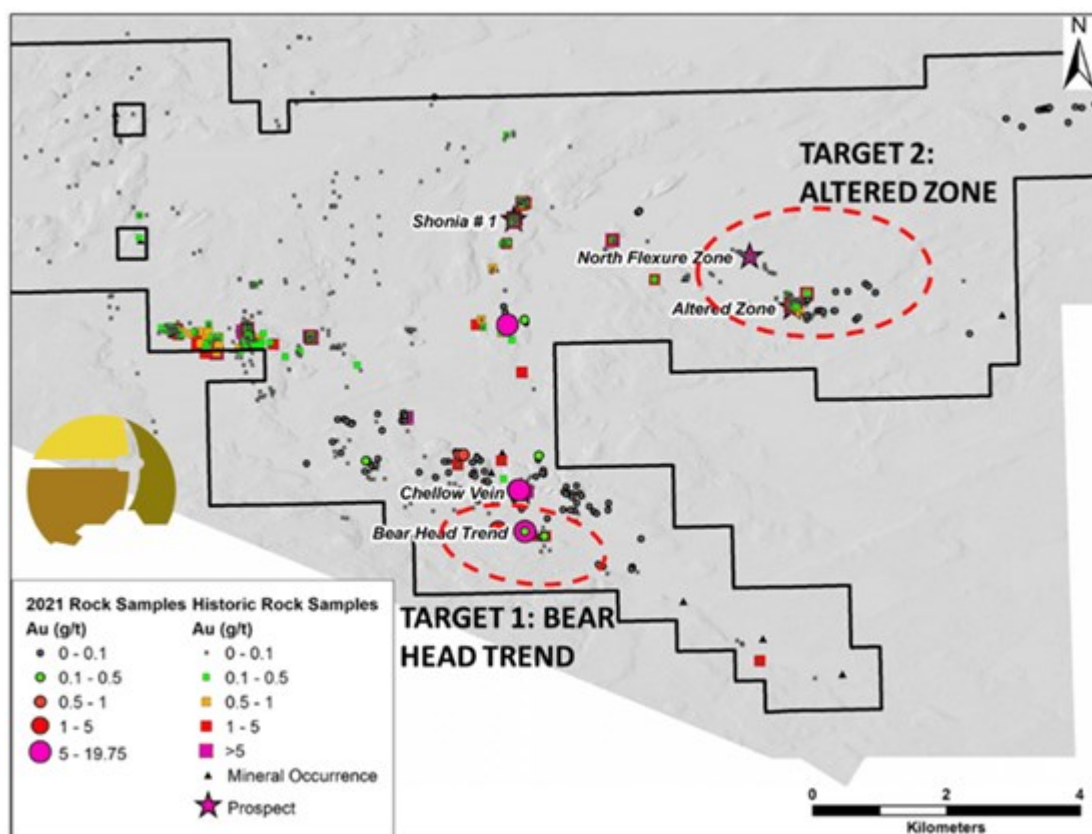 N
TARGET 2:
ALTERED ZONE
Shonia # 1
North Flexure Zone
Altered Zone
Chellow Vein
Bear Head Trend
TARGET 1: BEAR
HEAD TREND
2021 Rock Samples
Au (g/t)
0 - 0.1
0.1 - 0.5
0.5 - 1
1 - 5
5 - 19.75
Historic Rock Samples
Au (g/t)
0 - 0.1
0.1 - 0.5
0.5 - 1
1 - 5
>5
Mineral Occurrence
Prospect
0 2 4
Kilometers